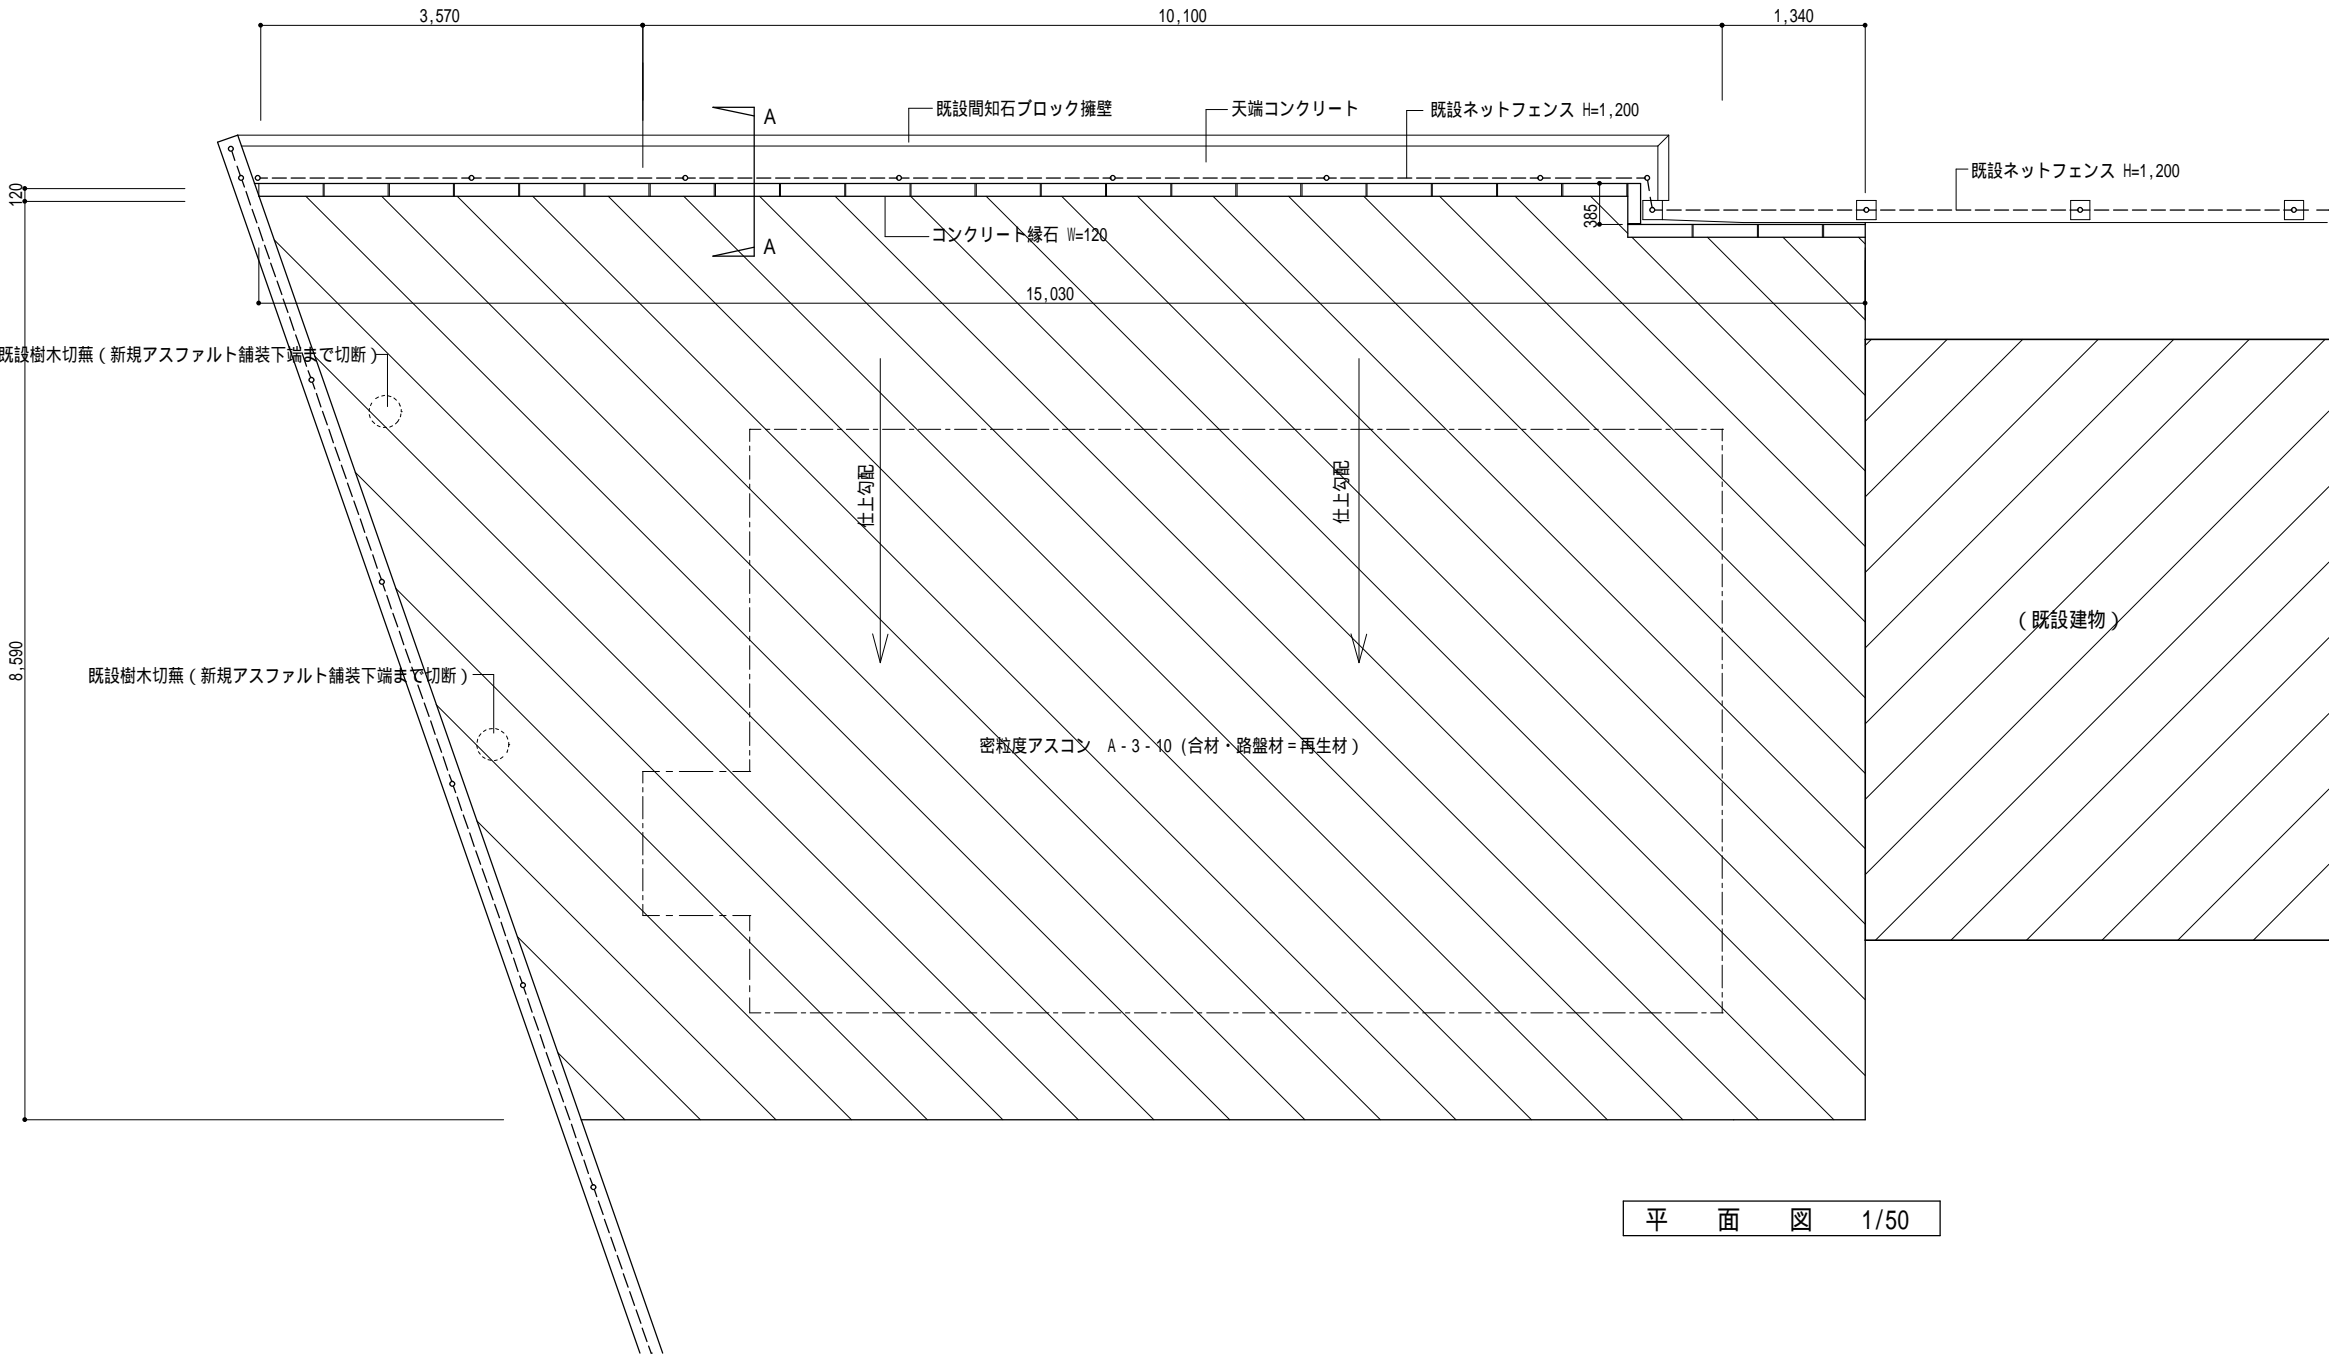 3,570
10,100
1,340
A
既設間知石ブロック擁壁
天端コンクリート
既設ネットフェンス H=1,200
既設ネットフェンス H=1,200
120
385
コンクリート縁石 W=120
A
15,030
既設樹木切蕪（新規アスファルト舗装下端まで切断）
仕上勾配
仕上勾配
8,590
（既設建物）
既設樹木切蕪（新規アスファルト舗装下端まで切断）
密粒度アスコン A-3-10（合材・路盤材＝再生材）
平 面 図 1/50